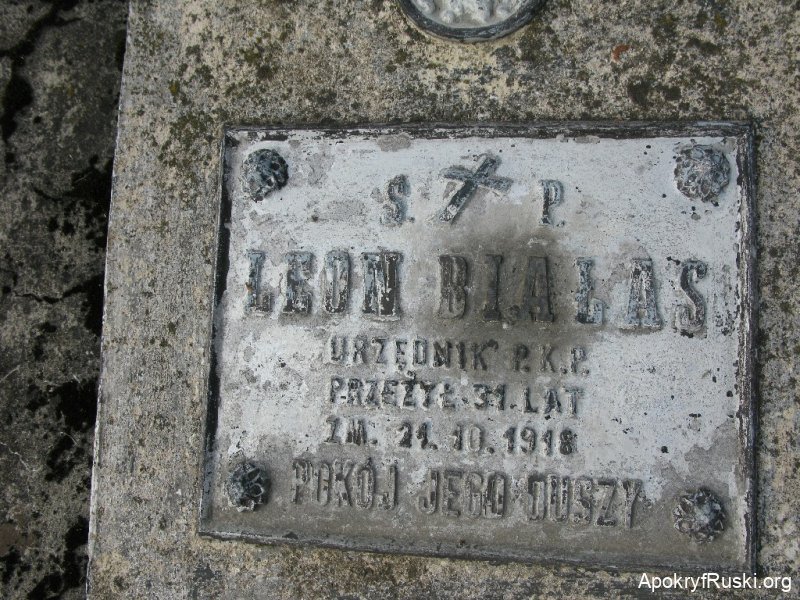 S. P.
LEON BIAŁAS
URZĘDNIK P.K.P.
PRZEŻYŁ 31 LAT
ZM. 21. 10. 1918
POKÓJ JEGO DUSZY
ApokryfRuski.org